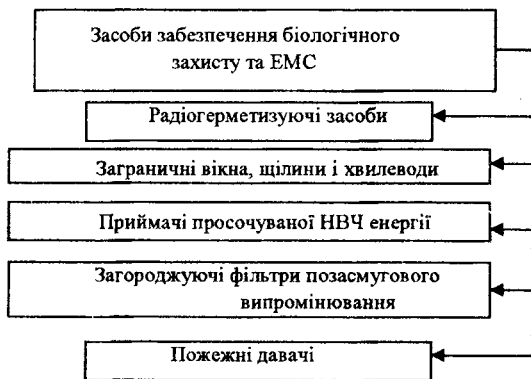 Засоби забезпечення біологічного
захисту та ЕМС
Радіогерметизуючі засоби
Заграничні вікна, щілини і хвилеводи
Приймачі просочуваної НВЧ енергії
Загороджуючі фільтри позасмугового
випромінювання
Пожежні давачі